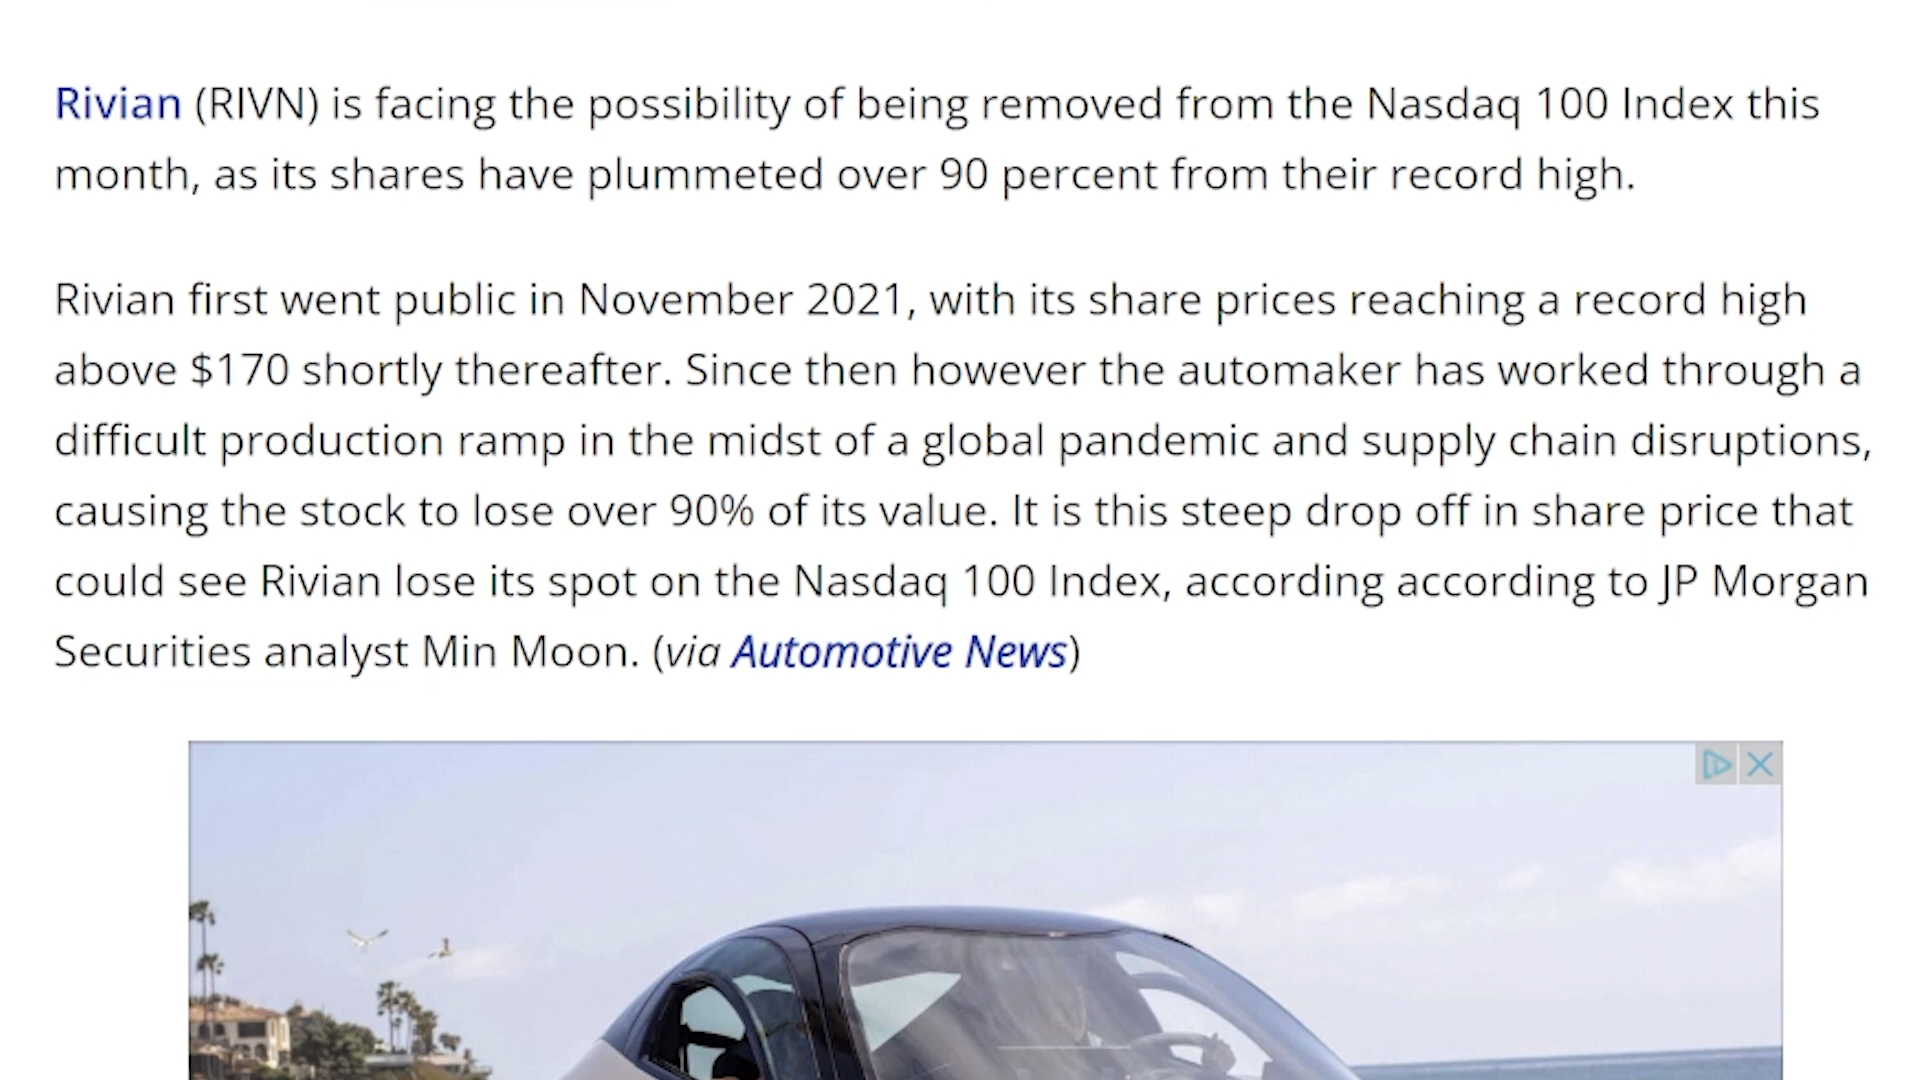 Rivian (RIVN) is facing the possibility of being removed from the Nasdaq 100 Index this
month, as its shares have plummeted over 90 percent from their record high.
Rivian first went public in November 2021, with its share prices reaching a record high
above $170 shortly thereafter. Since then however the automaker has worked through a
difficult production ramp in the midst of a global pandemic and supply chain disruptions,
causing the stock to lose over 90% of its value. It is this steep drop off in share price that
could see Rivian lose its spot on the Nasdaq 100 Index, according according to JP Morgan
Securities analyst Min Moon. (via Automotive News)